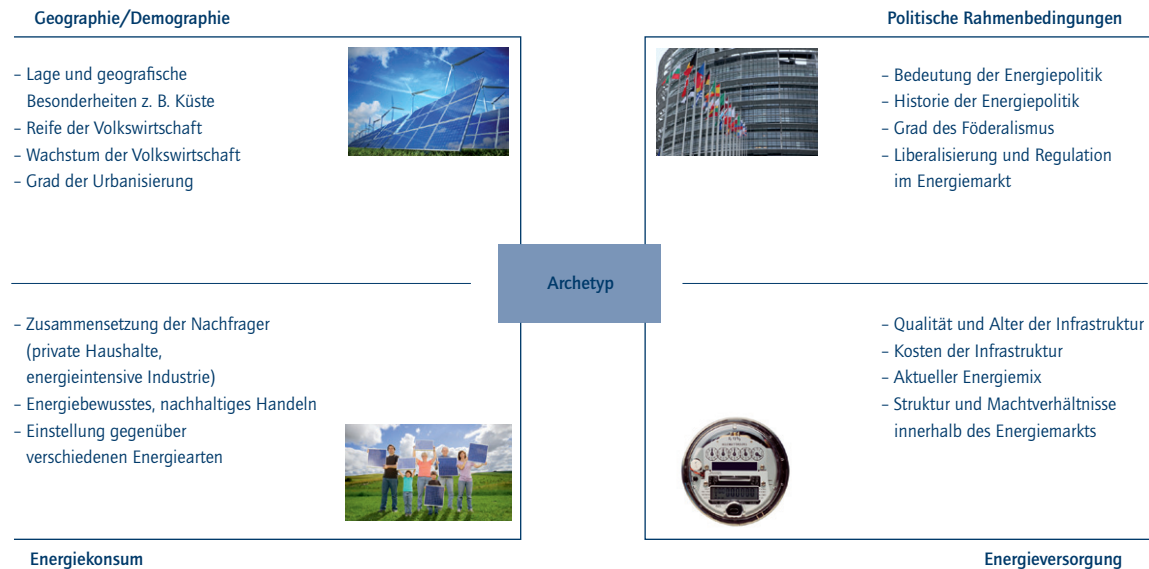 Geographie/Demographie
– Lage und geografische
Besonderheiten z. B. Küste
– Reife der Volkswirtschaft
– Wachstum der Volkswirtschaft
– Grad der Urbanisierung
Politische Rahmenbedingungen
– Bedeutung der Energiepolitik
– Historie der Energiepolitik
– Grad des Föderalismus
– Liberalisierung und Regulation
im Energiemarkt
Archetyp
– Zusammensetzung der Nachfrager
(private Haushalte,
energieintensive Industrie)
– Energiebewusstes, nachhaltiges Handeln
– Einstellung gegenüber
verschiedenen Energiearten
Energiekonsum
– Qualität und Alter der Infrastruktur
– Kosten der Infrastruktur
– Aktueller Energiemix
– Struktur und Machtverhältnisse
innerhalb des Energiemarkts
Energieversorgung